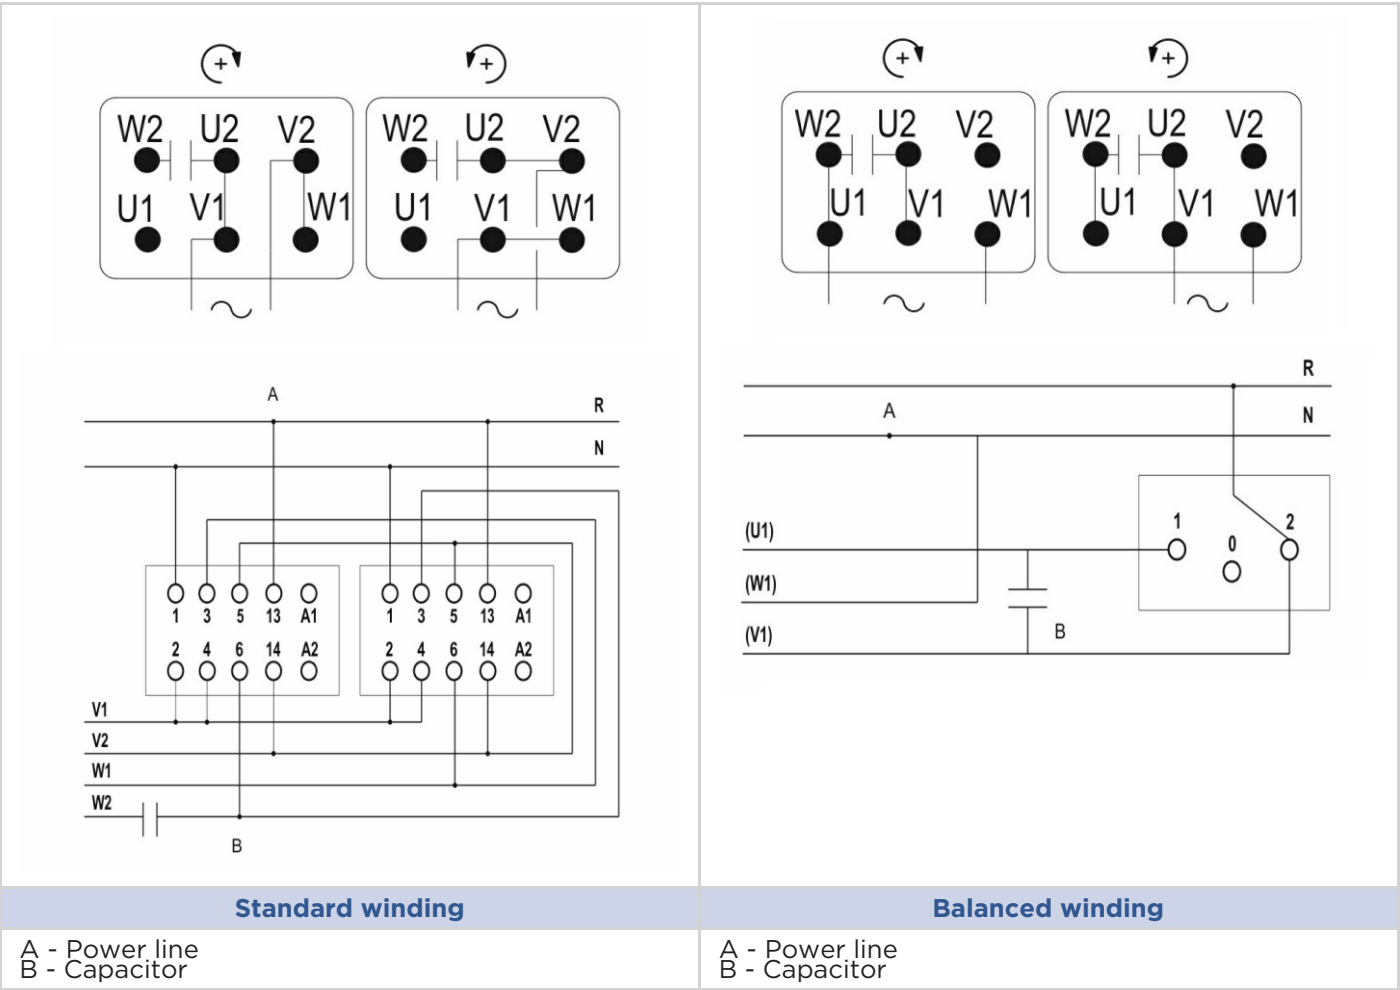 + +
W2 U2 V2 W2 U2 V2
U1 V1 W1 U1 V1 W1
A
R
N
1 3 5 13 A1 1 3 5 13 A1
2 4 6 14 A2 2 4 6 14 A2
V1
V2
W1
W2
B
+ +
W2 U2 V2 W2 U2 V2
U1 V1 W1 U1 V1 W1
R
A N
1 2
(U1) 0
(W1)
B
(V1)
Standard winding
Balanced winding
A - Power line
B - Capacitor
A - Power line
B - Capacitor